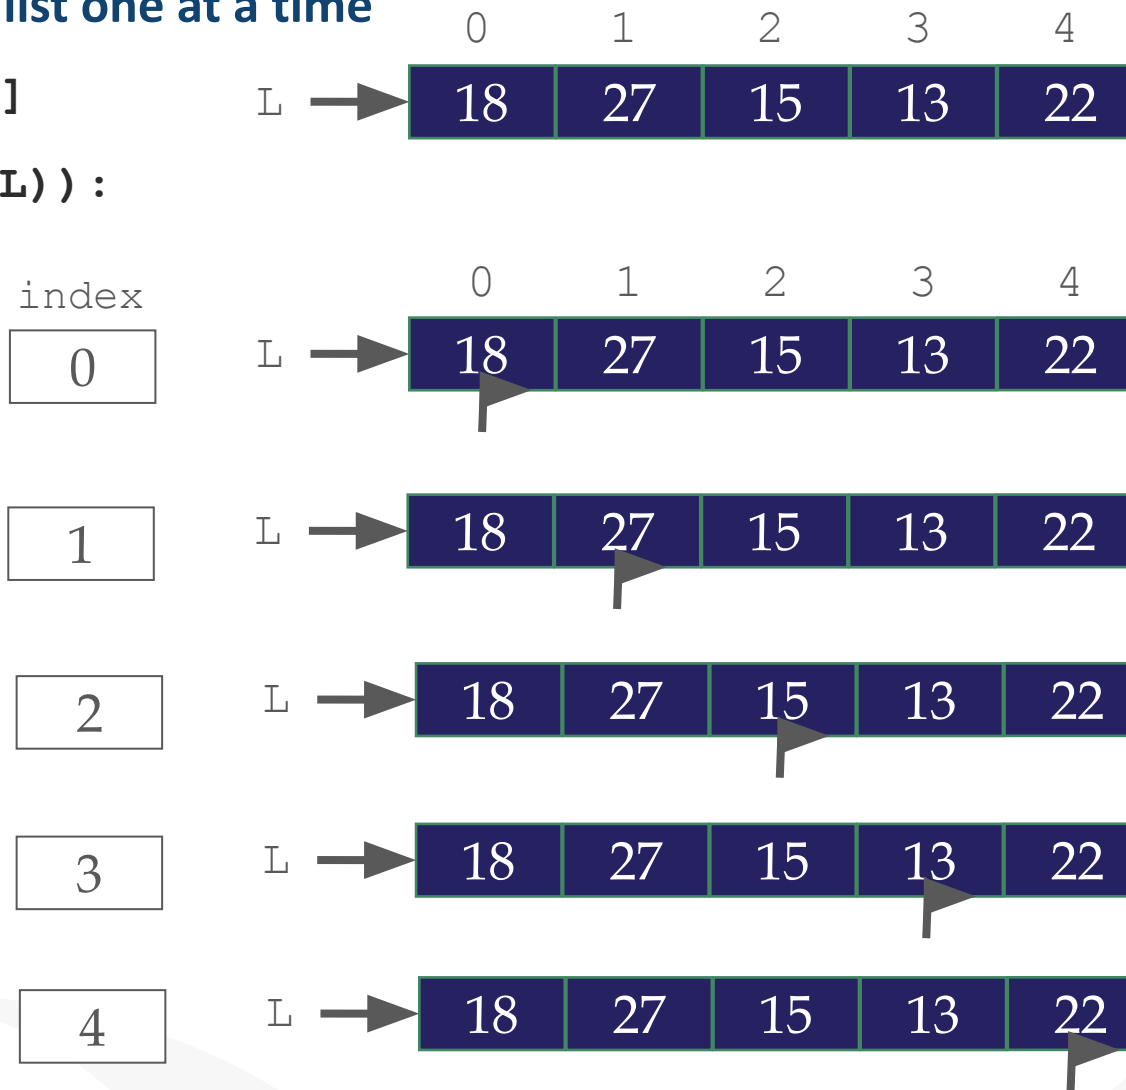 list one at a time
0 1 2 3 4
] L 18 27 15 13 22
L)):
index 0 1 2 3 4
0 L 18 27 15 13 22
1 L 18 27 15 13 22
2 L 18 27 15 13 22
3 L 18 27 15 13 22
4 L 18 27 15 13 22